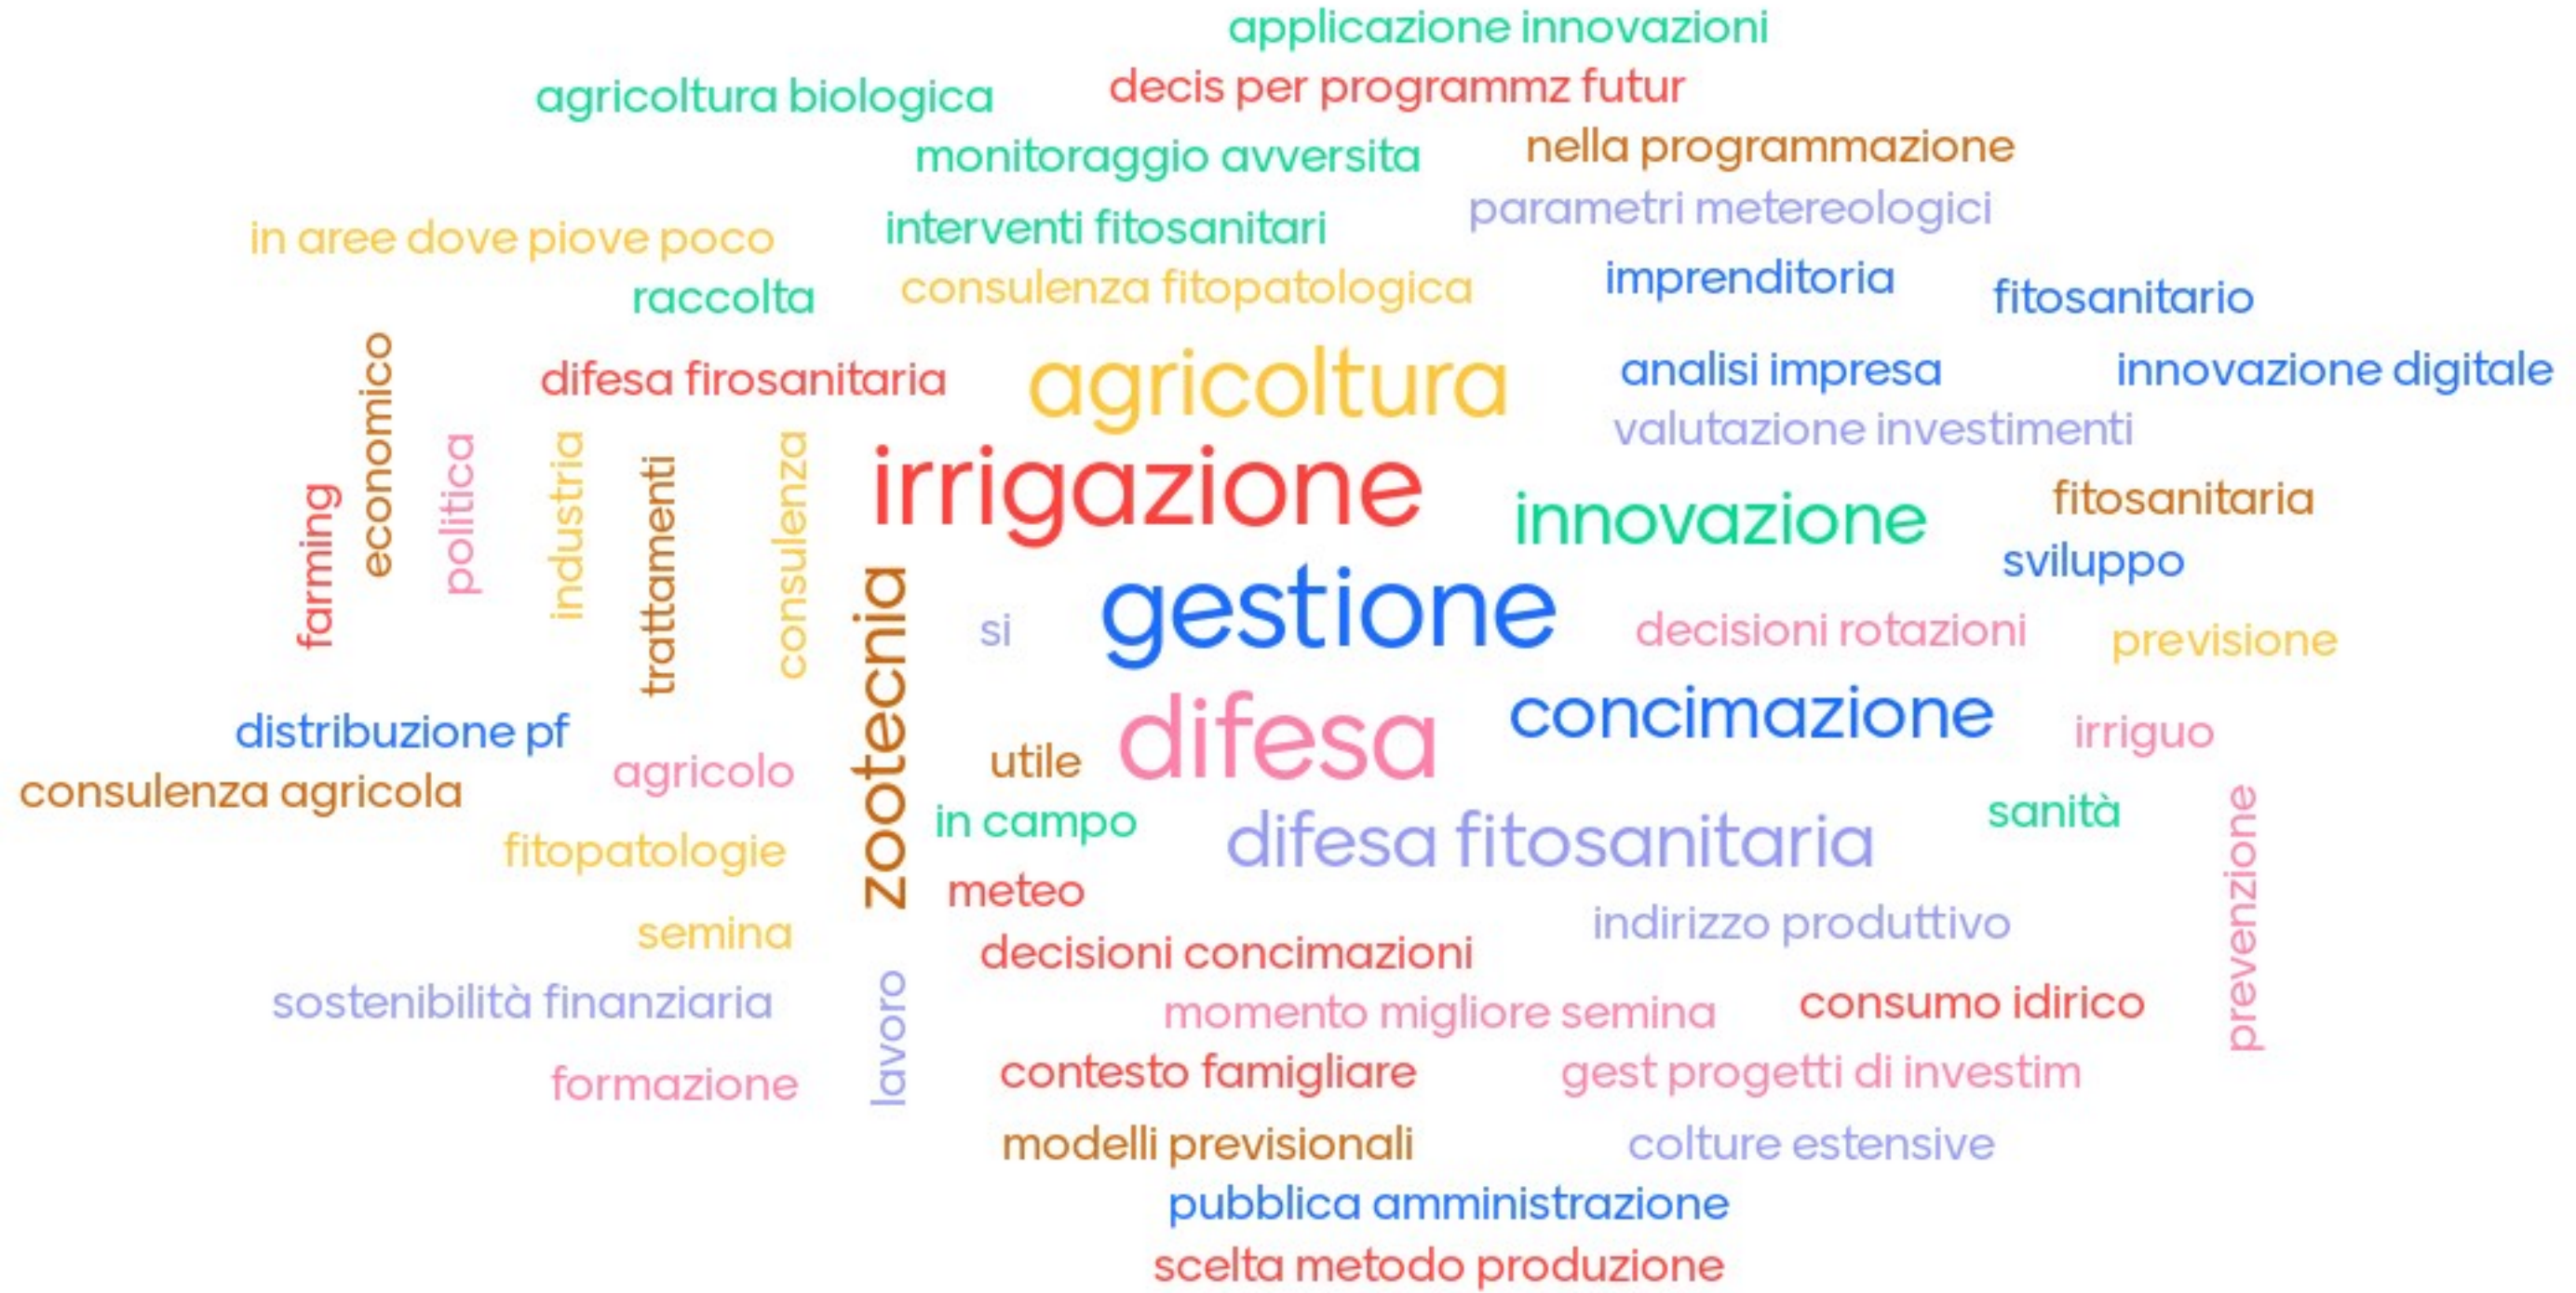 applicazione innovazioni
decis per programmz futur
agricoltura biologica
nella programmazione
monitoraggio avversita
parametri metereologici
in aree dove piove poco
interventi fitosanitari
imprenditoria
fitosanitario
raccolta
consulenza fitopatologica
economico
difesa firosanitaria
agricoltura
analisi impresa
innovazione digitale
valutazione investimenti
farming
politica
industria
trattamenti
consulenza
irrigazione
innovazione
fitosanitaria
sviluppo
zootecnia
si
gestione
decisioni rotazioni
previsione
distribuzione pf
difesa
concimazione
irriguo
agricolo
utile
consulenza agricola
in campo
difesa fitosanitaria
sanità
prevenzione
fitopatologie
meteo
semina
indirizzo produttivo
decisioni concimazioni
sostenibilità finanziaria
lavoro
momento migliore semina
consumo idirico
formazione
contesto famigliare
gest progetti di investim
modelli previsionali
colture estensive
pubblica amministrazione
scelta metodo produzione